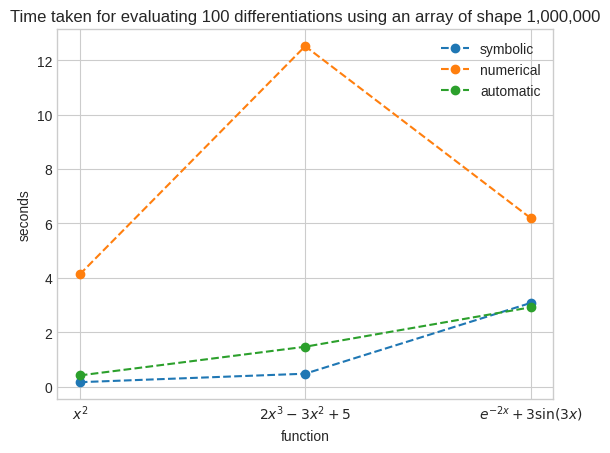 Time taken for evaluating 100 differentiations using an array of shape 1,000,000
symbolic
numerical
automatic
12
10
8
6
4
2
0
seconds
x² 2x³ − 3x² + 5 e⁻²ˣ + 3sin(3x)
function